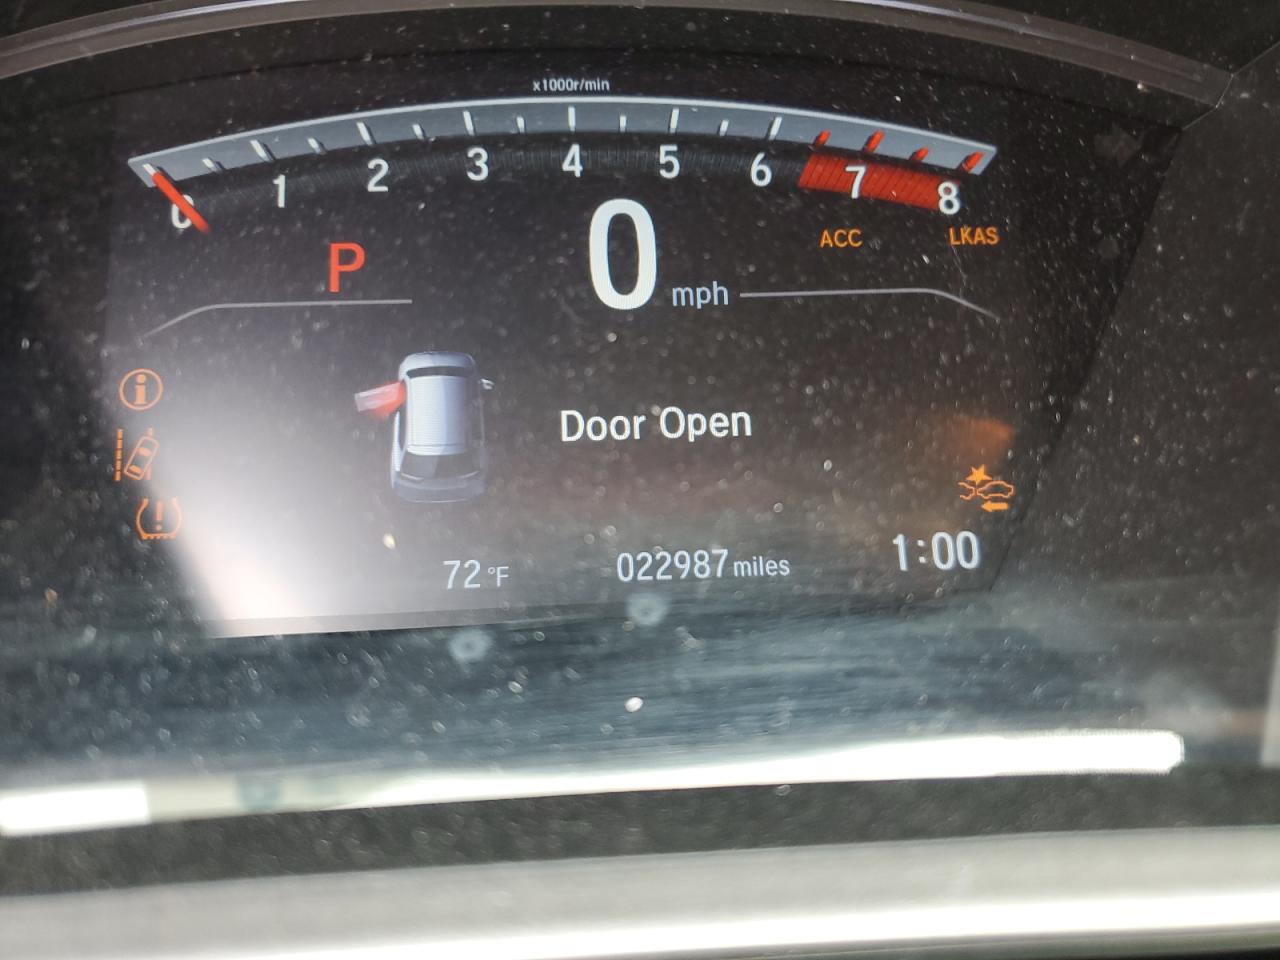 x1000r/min
0 1 2 3 4 5 6 7 8
P 0 mph ACC LKAS
Door Open
72°F 022987 miles 1:00